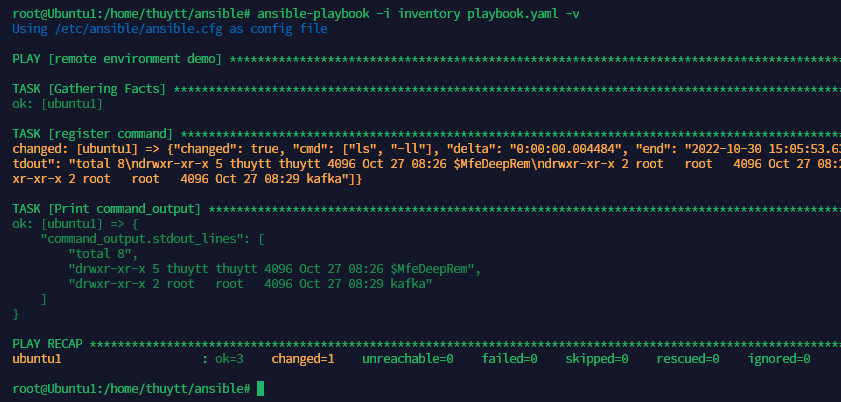 root@Ubuntu1:/home/thuytt/ansible# ansible-playbook -i inventory playbook.yaml -v
Using /etc/ansible/ansible.cfg as config file
PLAY [remote environment demo] ***************************************************************************************
TASK [Gathering Facts] ***********************************************************************************************
ok: [ubuntu1]
TASK [register command] **********************************************************************************************
changed: [ubuntu1] => {"changed": true, "cmd": ["ls", "-ll"], "delta": "0:00:00.004484", "end": "2022-10-30 15:05:53.63
tdout": "total 8\ndrwxr-xr-x 5 thuytt thuytt 4096 Oct 27 08:26 $MfeDeepRem\ndrwxr-xr-x 2 root   root   4096 Oct 27 08:2
xr-xr-x 2 root   root   4096 Oct 27 08:29 kafka"]}
TASK [Print command_output] ******************************************************************************************
ok: [ubuntu1] => {
    "command_output.stdout_lines": [
        "total 8",
        "drwxr-xr-x 5 thuytt thuytt 4096 Oct 27 08:26 $MfeDeepRem",
        "drwxr-xr-x 2 root   root   4096 Oct 27 08:29 kafka"
    ]
}
PLAY RECAP ***********************************************************************************************************
ubuntu1                    : ok=3    changed=1    unreachable=0    failed=0    skipped=0    rescued=0    ignored=0
root@Ubuntu1:/home/thuytt/ansible#